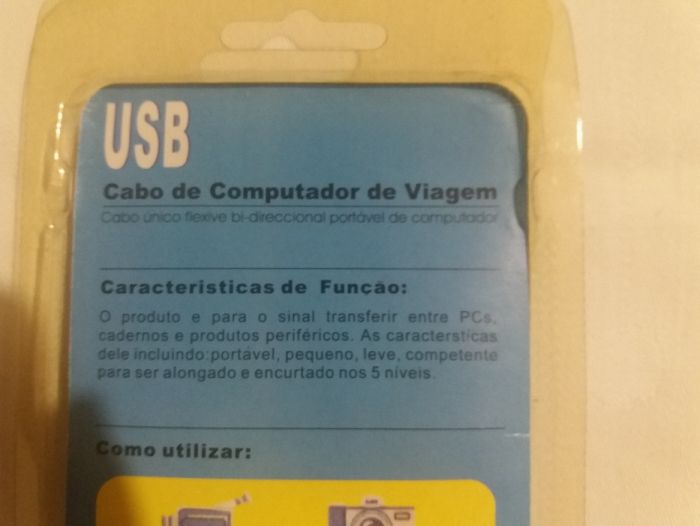 USB
Cabo de Computador de Viagem
Cabo único flexive bi-direccional portável de computador
Caracteristicas de Função:
O produto e para o sinal transferir entre PCs,
cadernos e produtos periféricos. As caracterstícas
dele incluindo:portável, pequeno, leve, competente
para ser alongado e encurtado nos 5 níveis.
Como utilizar: